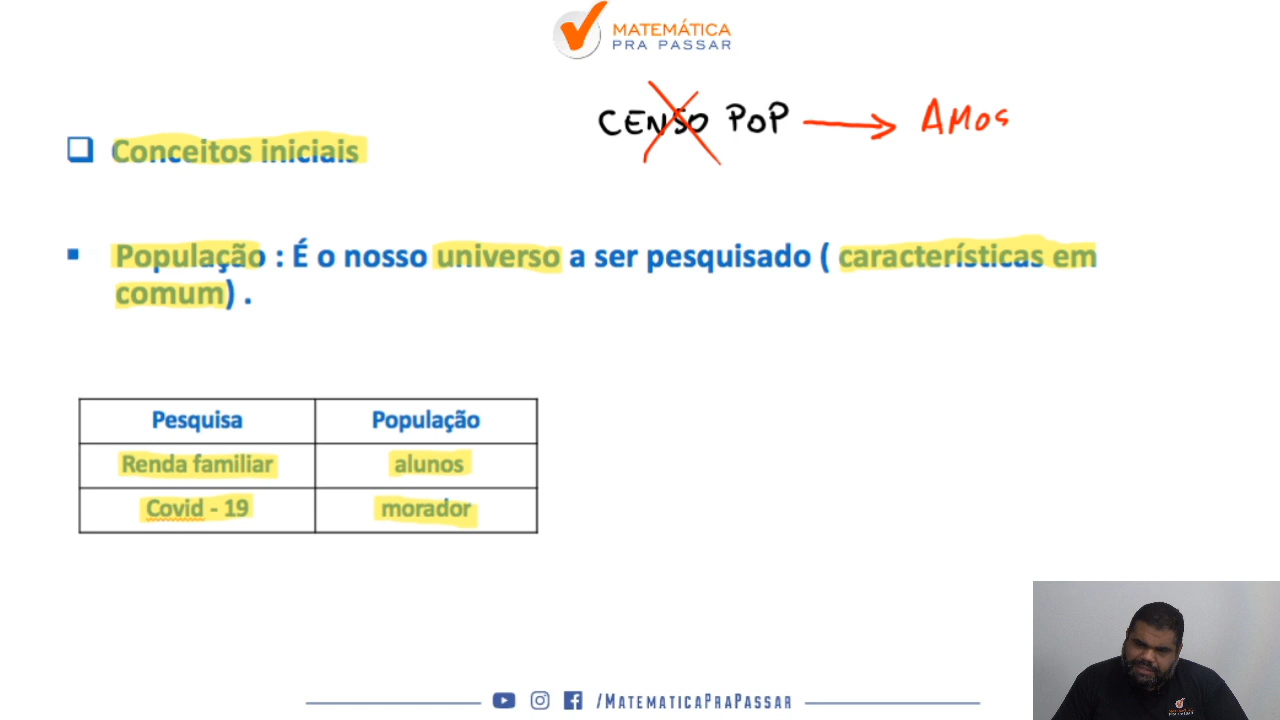 MATEMÁTICA
PRA PASSAR
CENSO POP → AMOS
Conceitos iniciais
População : É o nosso universo a ser pesquisado ( características em
comum) .
Pesquisa População
Renda familiar alunos
Covid - 19 morador
/MatematicaPraPassar